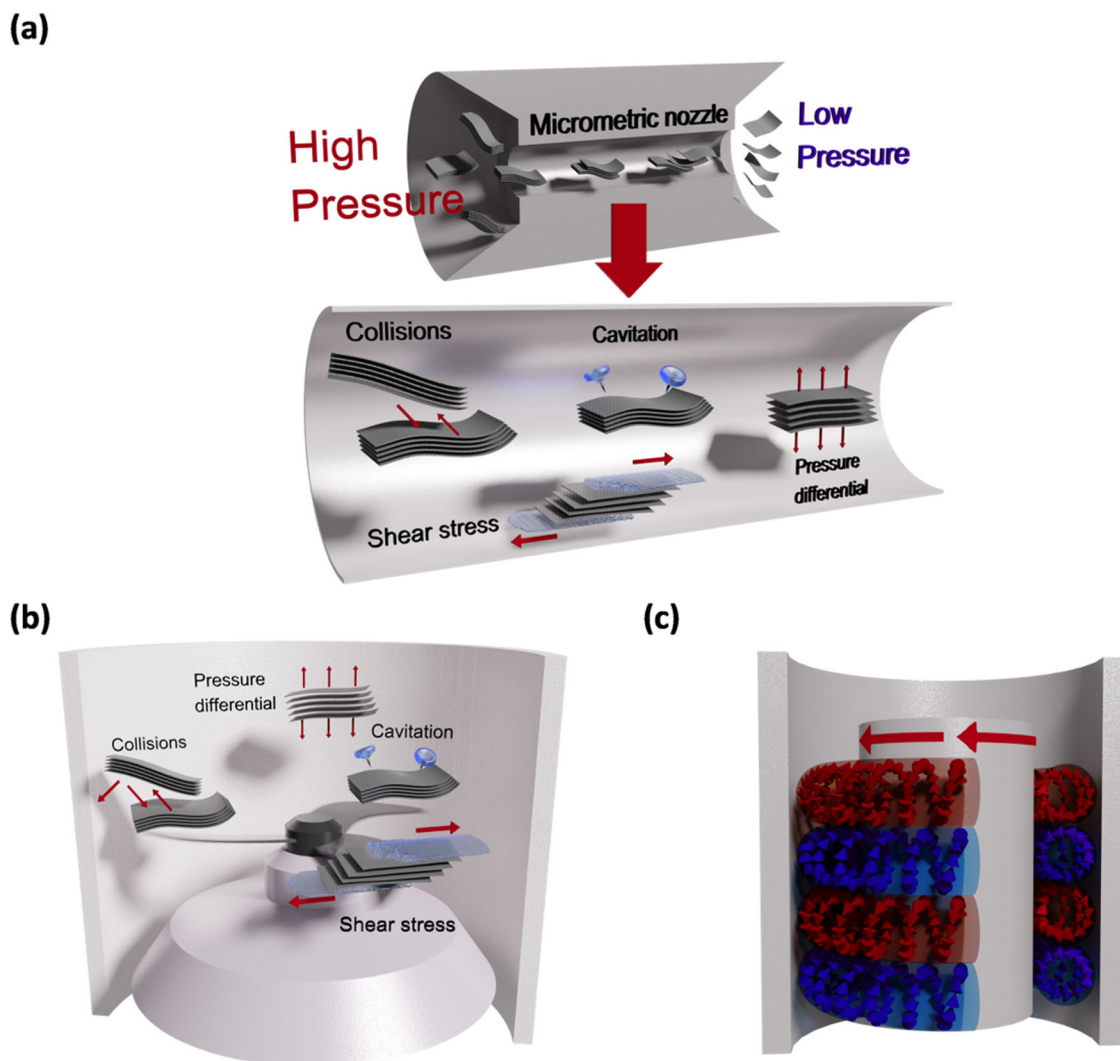 (a)
Micrometric nozzle
High
Pressure
Low
Pressure
Collisions
Cavitation
Pressure
differential
Shear stress
(b)
Pressure
differential
Cavitation
Collisions
Shear stress
(c)